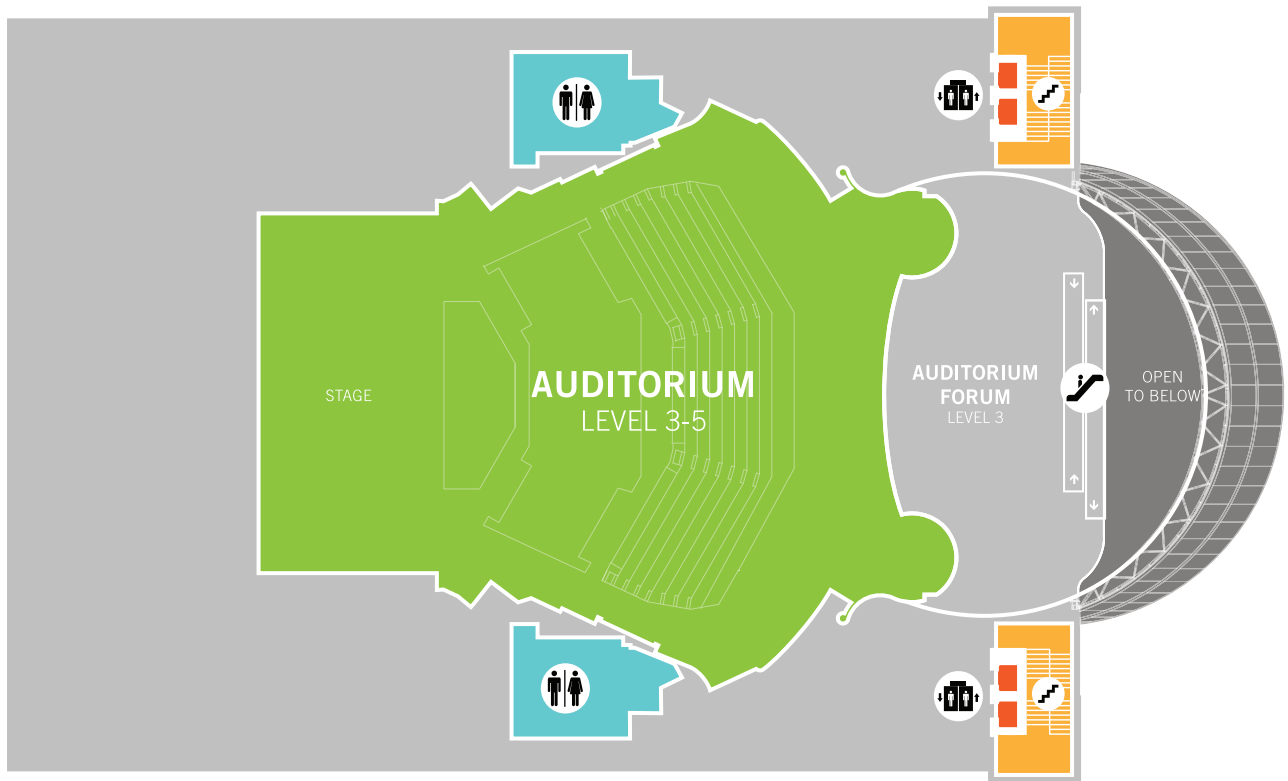 STAGE
AUDITORIUM
LEVEL 3-5
AUDITORIUM
FORUM
LEVEL 3
OPEN
TO BELOW